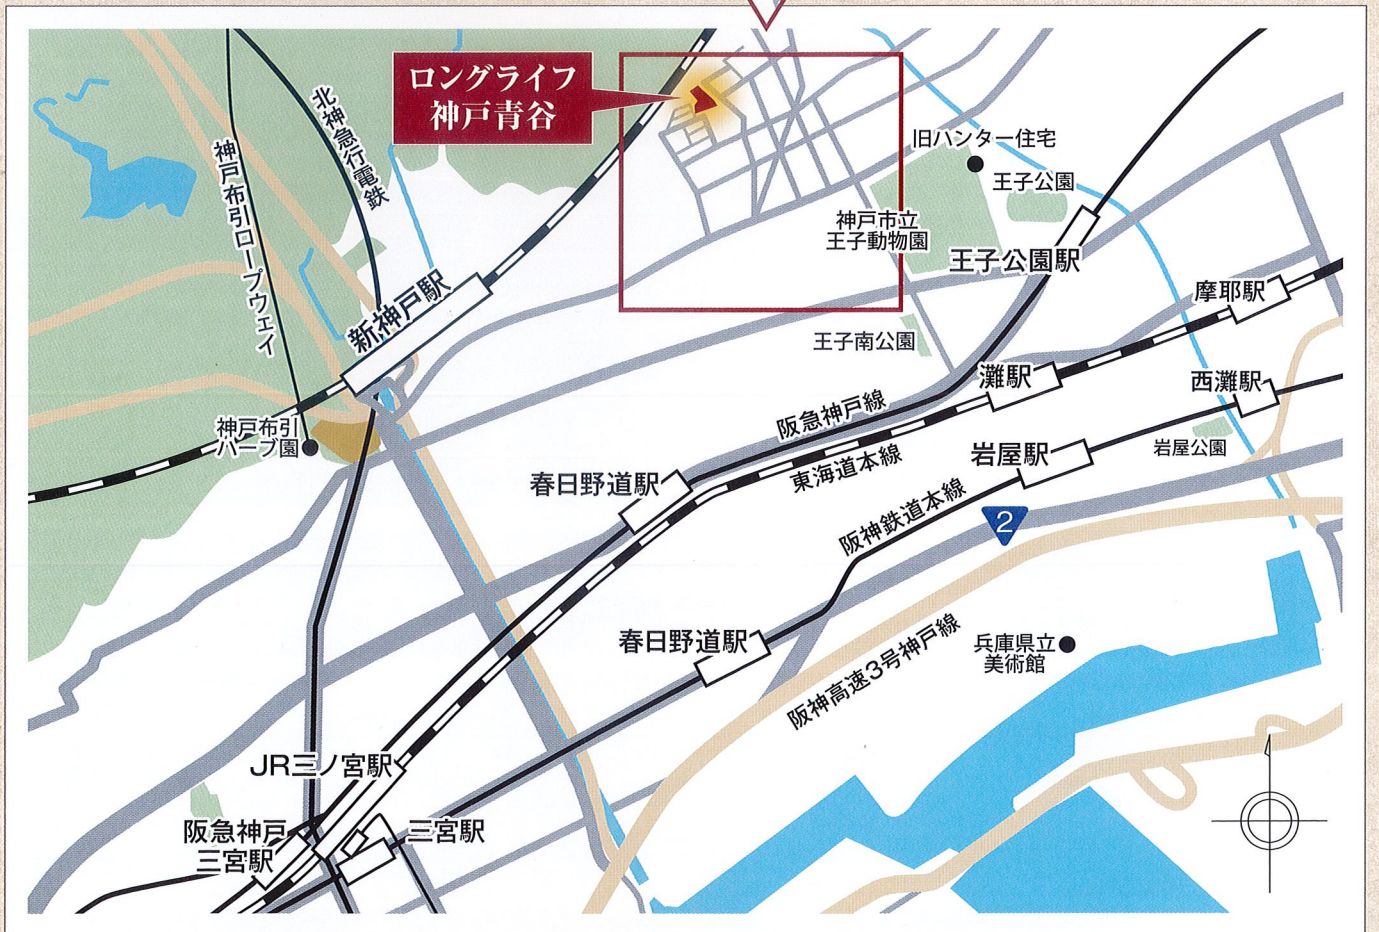 ロングライフ
神戸青谷
北神急行電鉄
神戸布引ロープウェイ
旧ハンター住宅
王子公園
神戸市立
王子動物園
王子公園駅
新神戸駅
摩耶駅
王子南公園
灘駅
西灘駅
阪急神戸線
神戸布引
ハーブ園
東海道本線
岩屋駅
岩屋公園
春日野道駅
阪神鉄道本線
2
春日野道駅
阪神高速3号神戸線
兵庫県立
美術館
JR三ノ宮駅
阪急神戸
三宮駅
三宮駅